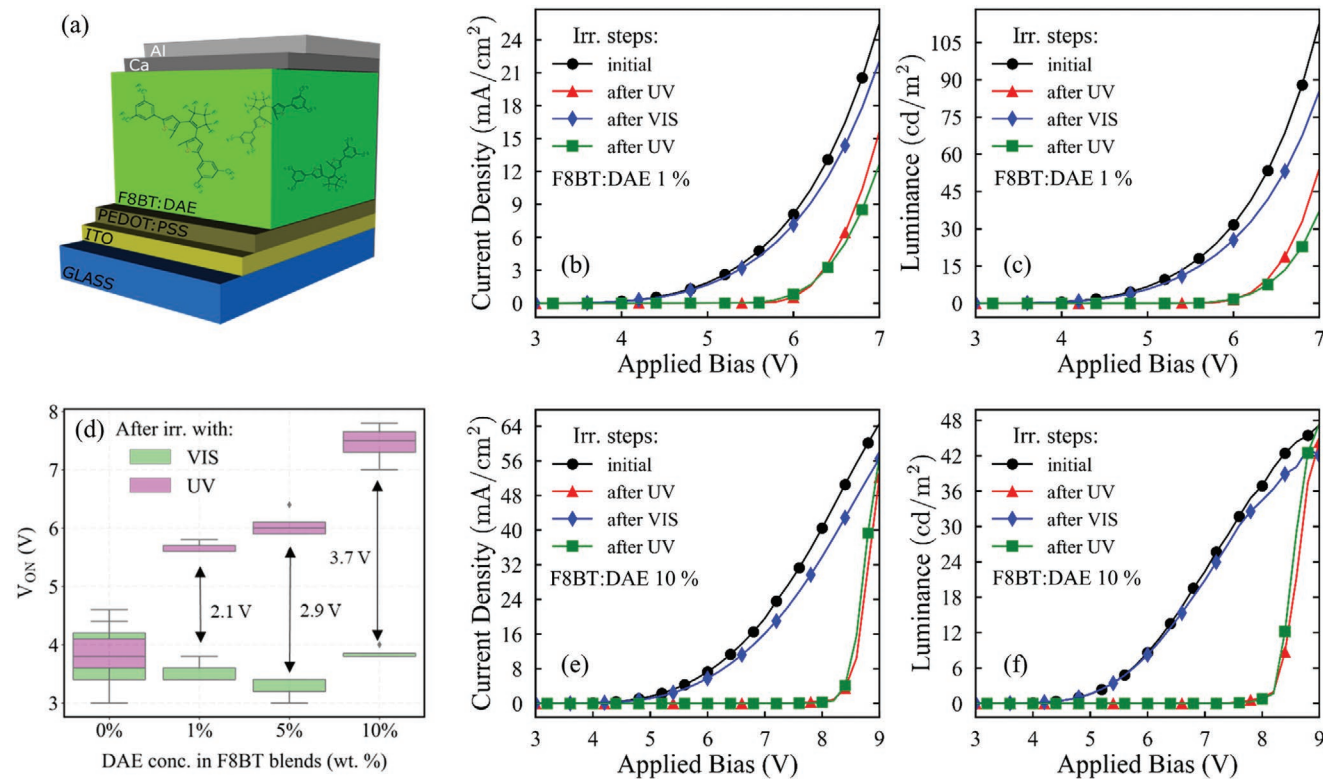 (a)
Al
Ca
F8BT:DAE
PEDOT:PSS
ITO
GLASS
Current Density (mA/cm²)
24
21
18
15
12
9
6
3
0
Irr. steps:
initial
after UV
after VIS
after UV
F8BT:DAE 1 %
(b)
3 4 5 6 7
Applied Bias (V)
Luminance (cd/m²)
105
90
75
60
45
30
15
0
Irr. steps:
initial
after UV
after VIS
after UV
F8BT:DAE 1 %
(c)
3 4 5 6 7
Applied Bias (V)
V_ON (V)
8
7
6
5
4
3
(d) After irr. with:
VIS
UV
2.1 V
2.9 V
3.7 V
0% 1% 5% 10%
DAE conc. in F8BT blends (wt. %)
Current Density (mA/cm²)
64
56
48
40
32
24
16
8
0
Irr. steps:
initial
after UV
after VIS
after UV
F8BT:DAE 10 %
(e)
3 4 5 6 7 8 9
Applied Bias (V)
Luminance (cd/m²)
48
42
36
30
24
18
12
6
0
Irr. steps:
initial
after UV
after VIS
after UV
F8BT:DAE 10 %
(f)
3 4 5 6 7 8 9
Applied Bias (V)